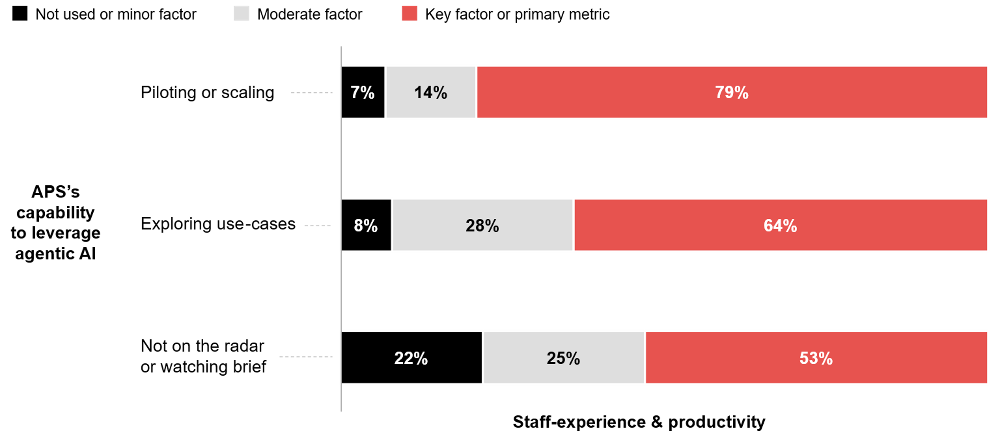 Not used or minor factor
Moderate factor
Key factor or primary metric
Piloting or scaling
7%
14%
79%
APS’s
capability
to leverage
agentic AI
Exploring use-cases
8%
28%
64%
Not on the radar
or watching brief
22%
25%
53%
Staff-experience & productivity